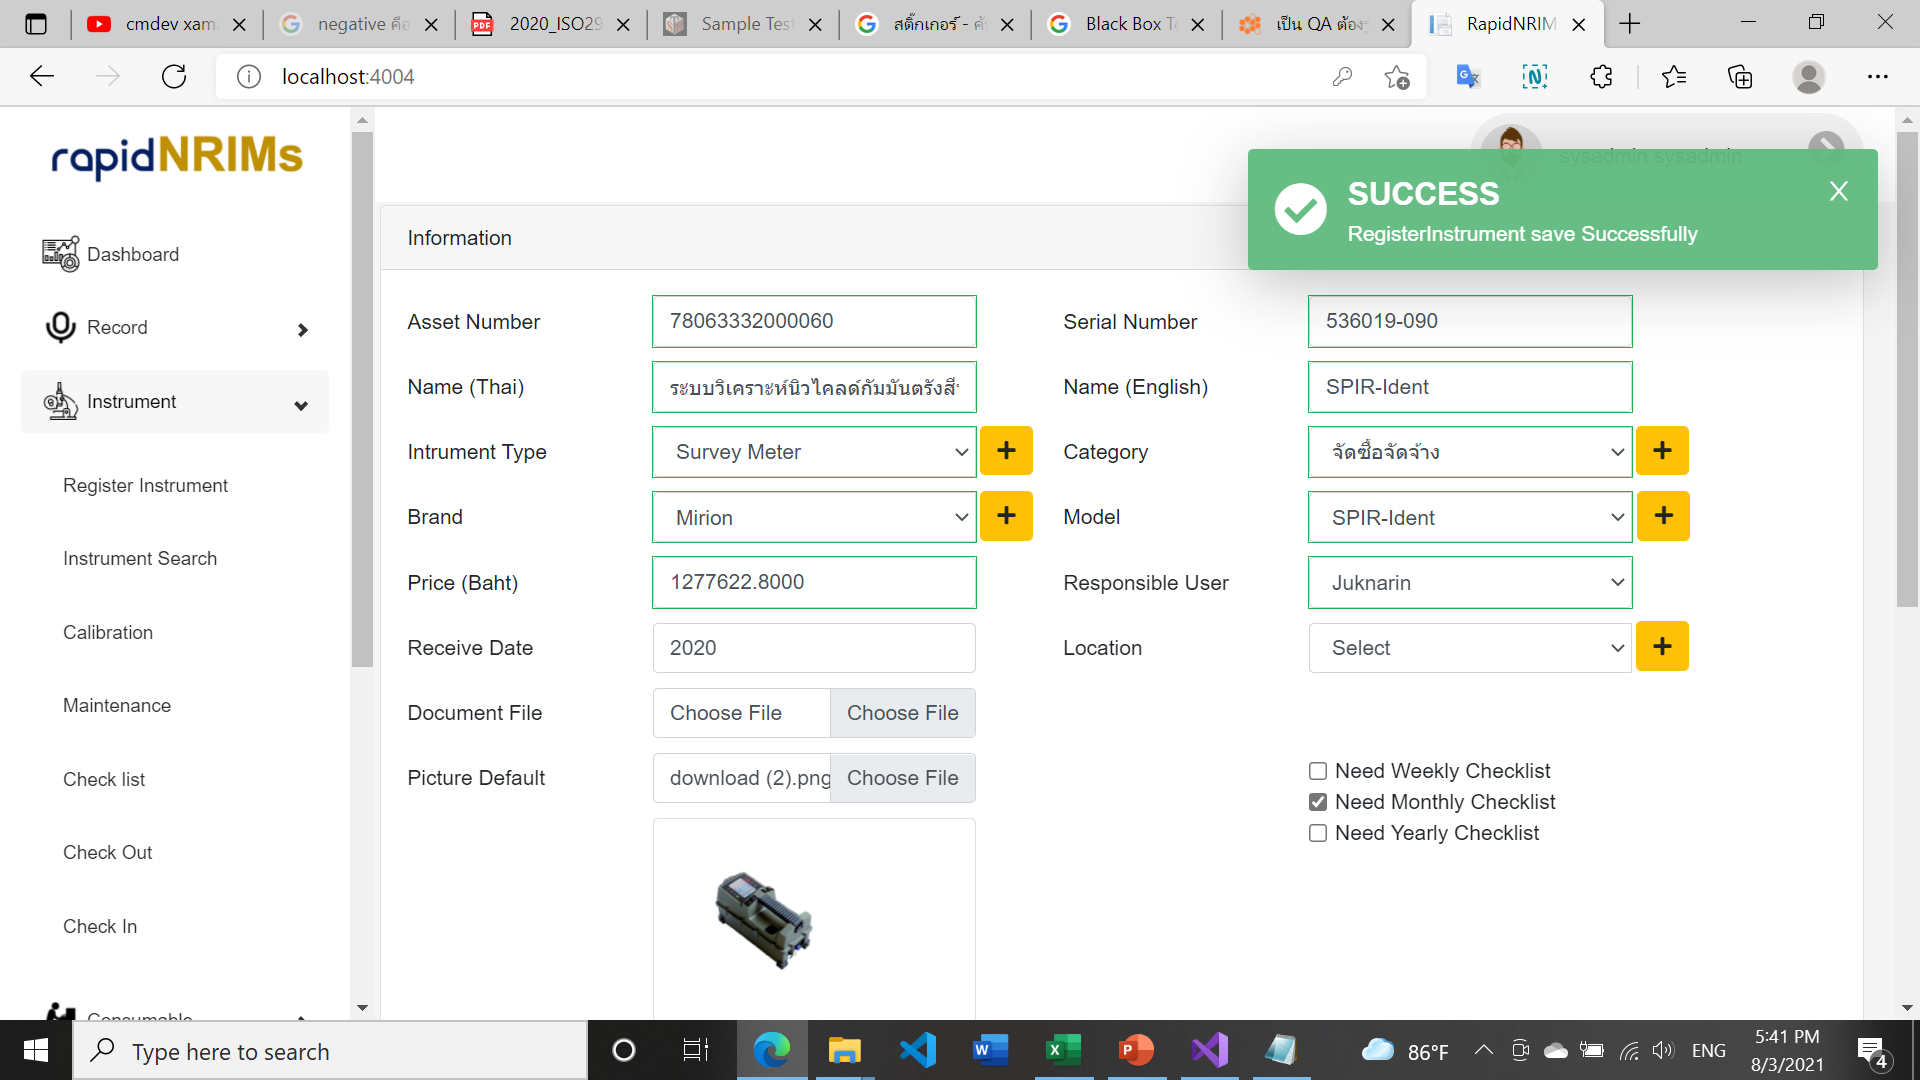 cmdev xam
negative คือ
2020_ISO29
Sample Test
สติ๊กเกอร์ - ค้
Black Box Te
เป็น QA ต้อง
RapidNRIM
localhost:4004
rapidNRIMs
sysadmin sysadmin
SUCCESS
RegisterInstrument save Successfully
Dashboard
Record
Instrument
Register Instrument
Instrument Search
Calibration
Maintenance
Check list
Check Out
Check In
Consumable
Information
Asset Number 78063332000060 Serial Number 536019-090
Name (Thai) ระบบวิเคราะห์นิวไคลด์กัมมันตรังสี Name (English) SPIR-Ident
Intrument Type Survey Meter Category จัดซื้อจัดจ้าง
Brand Mirion Model SPIR-Ident
Price (Baht) 1277622.8000 Responsible User Juknarin
Receive Date 2020 Location Select
Document File Choose File Choose File
Picture Default download (2).png Choose File
Need Weekly Checklist
Need Monthly Checklist
Need Yearly Checklist
Type here to search
86°F
ENG
5:41 PM
8/3/2021
4